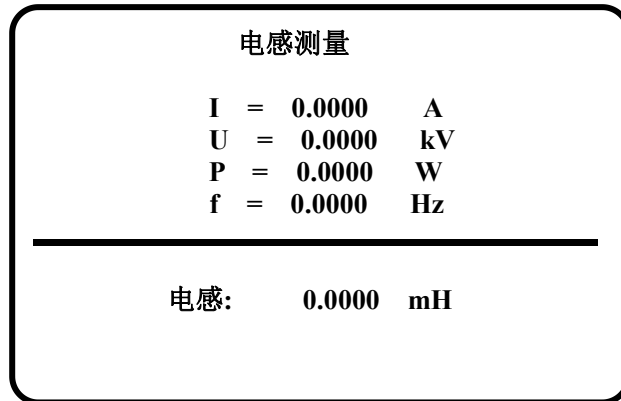 电感测量
I = 0.0000 A
U = 0.0000 kV
P = 0.0000 W
f = 0.0000 Hz
电感: 0.0000 mH